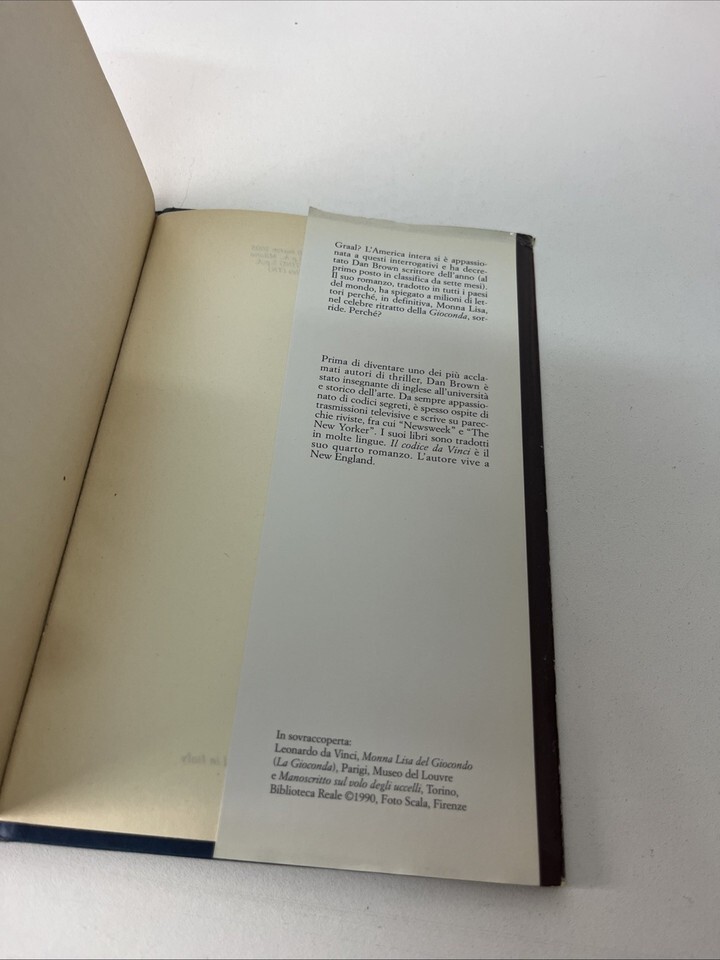 Graal? L'America intera si è appassio-
nata a questi interrogativi e ha decre-
tato Dan Brown scrittore dell'anno (al
primo posto in classifica da sette mesi).
Il suo romanzo, tradotto in tutti i paesi
del mondo, ha spiegato a milioni di let-
tori perché, in definitiva, Monna Lisa,
nel celebre ritratto della Gioconda, sor-
ride. Perché?
Prima di diventare uno dei più accla-
mati autori di thriller, Dan Brown è
stato insegnante di inglese all'università
e storico dell'arte. Da sempre appassio-
nato di codici segreti, è spesso ospite di
trasmissioni televisive e scrive su parec-
chie riviste, fra cui "Newsweek" e "The
New Yorker". I suoi libri sono tradotti
in molte lingue. Il codice da Vinci è il
suo quarto romanzo. L'autore vive a
New England.
In sovraccoperta:
Leonardo da Vinci, Monna Lisa del Giocondo
(La Gioconda), Parigi, Museo del Louvre
e Manoscritto sul volo degli uccelli, Torino,
Biblioteca Reale ©1990, Foto Scala, Firenze